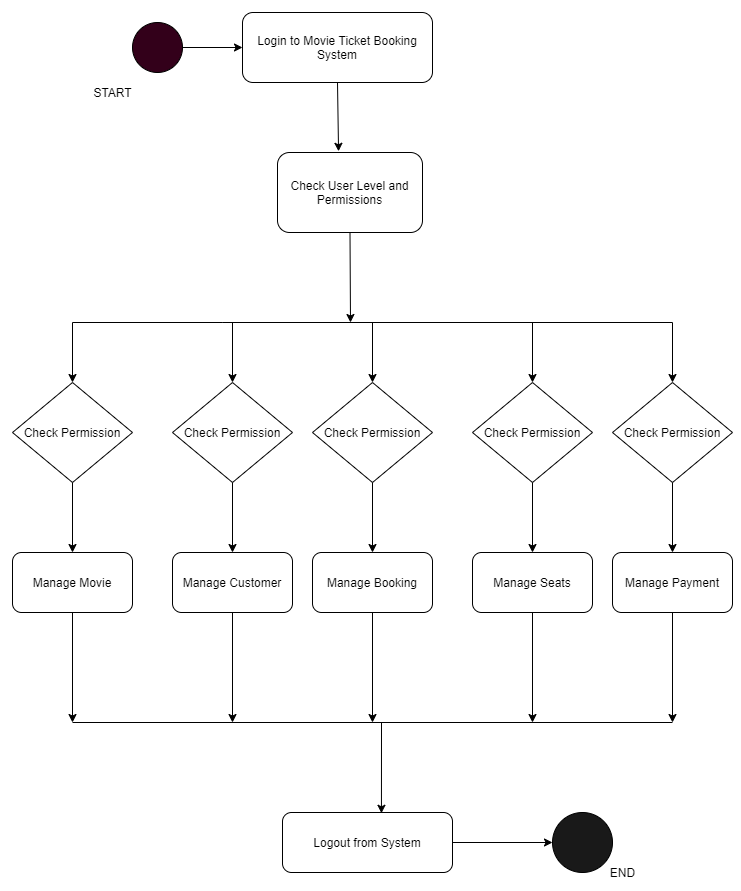 Login to Movie Ticket Booking
System
START
Check User Level and
Permissions
Check Permission
Check Permission
Check Permission
Check Permission
Check Permission
Manage Movie
Manage Customer
Manage Booking
Manage Seats
Manage Payment
Logout from System
END